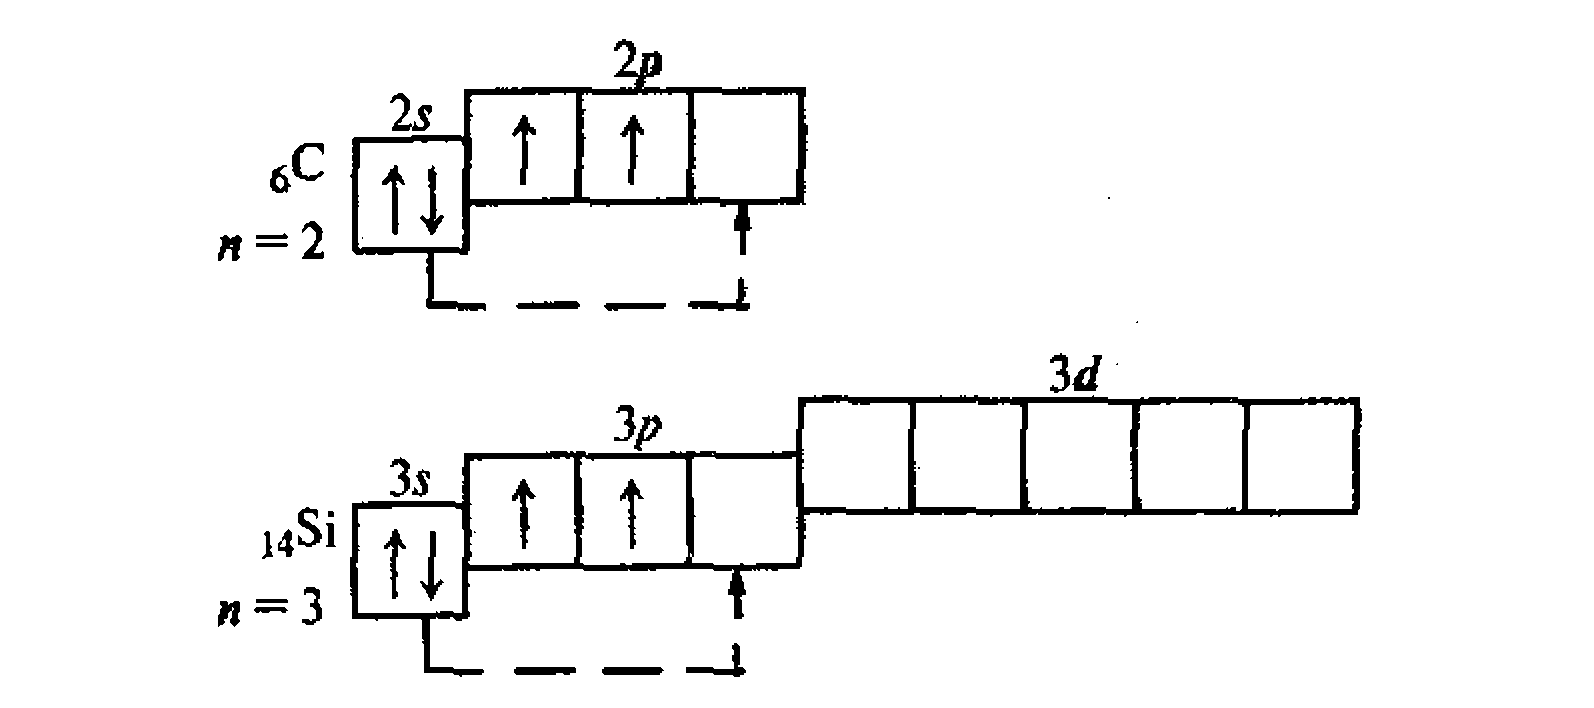 2p
2s
₆C
n = 2
3d
3p
3s
₁₄Si
n = 3